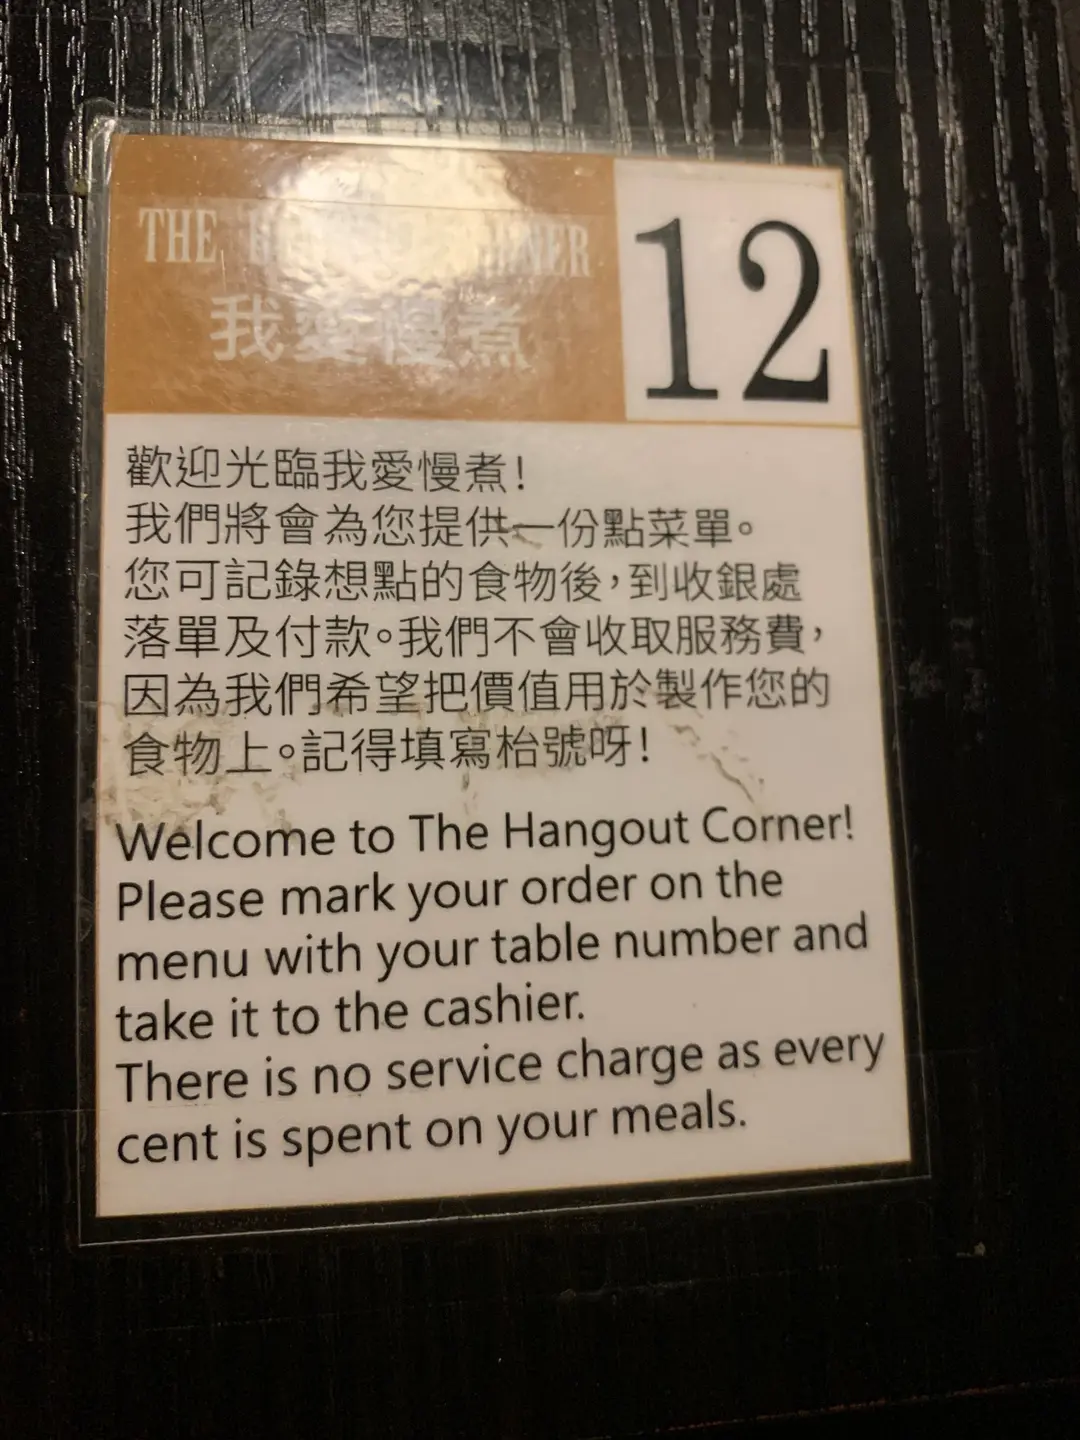 THE HANGOUT CORNER
我愛慢煮
12
歡迎光臨我愛慢煮!
我們將會為您提供一份點菜單。
您可記錄想點的食物後,到收銀處
落單及付款。我們不會收取服務費,
因為我們希望把價值用於製作您的
食物上。記得填寫枱號呀!
Welcome to The Hangout Corner!
Please mark your order on the
menu with your table number and
take it to the cashier.
There is no service charge as every
cent is spent on your meals.